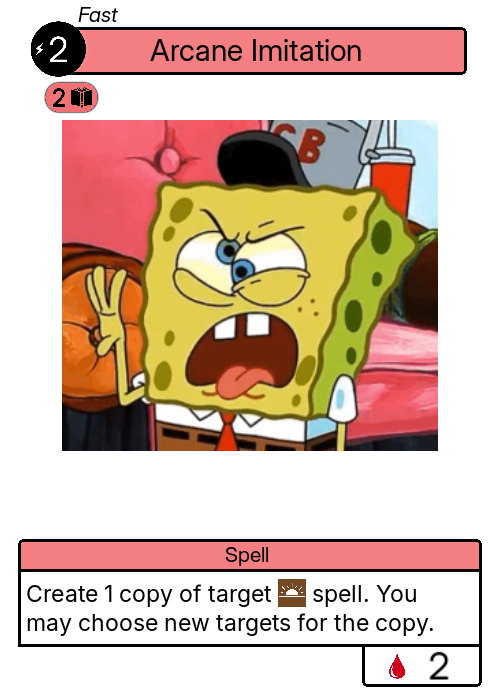 Fast
2
Arcane Imitation
2
CB
Spell
Create 1 copy of target spell. You
may choose new targets for the copy.
2